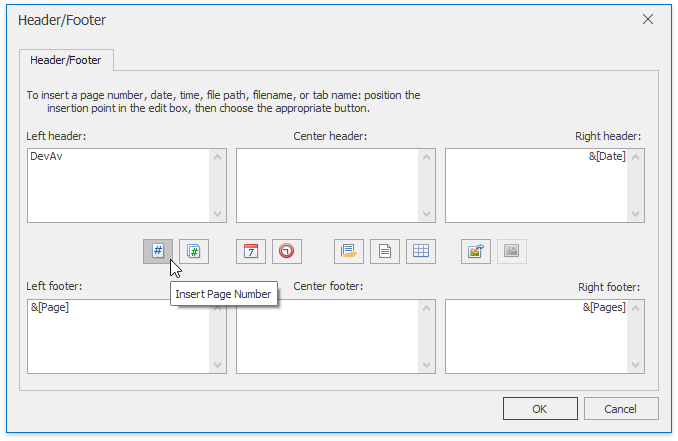 Header/Footer
Header/Footer
To insert a page number, date, time, file path, filename, or tab name: position the
insertion point in the edit box, then choose the appropriate button.
Left header: Center header: Right header:
DevAv &[Date]
# # 7
Insert Page Number
Left footer: Center footer: Right footer:
&[Page] &[Pages]
OK Cancel